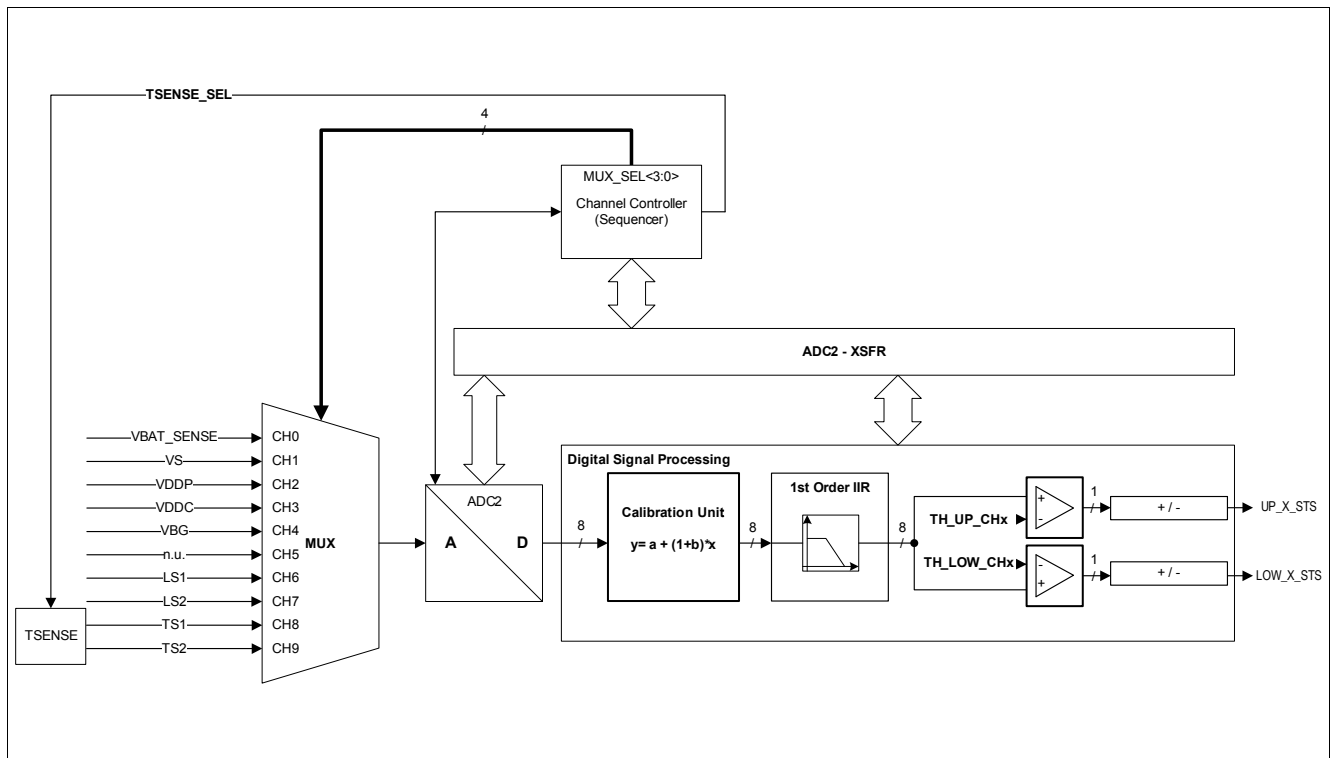 TSENSE_SEL
4
MUX_SEL<3:0>
Channel Controller
(Sequencer)
ADC2 - XSFR
VBAT_SENSE CH0
VS CH1
VDDP CH2
VDDC CH3
VBG CH4
n.u. CH5
LS1 CH6
LS2 CH7
TS1 CH8
TS2 CH9
MUX
TSENSE
ADC2
A D
8
Digital Signal Processing
Calibration Unit
y= a + (1+b)*x
8
1st Order IIR
8
TH_UP_CHx
+
-
1
+ / -
UP_X_STS
TH_LOW_CHx
-
+
1
+ / -
LOW_X_STS